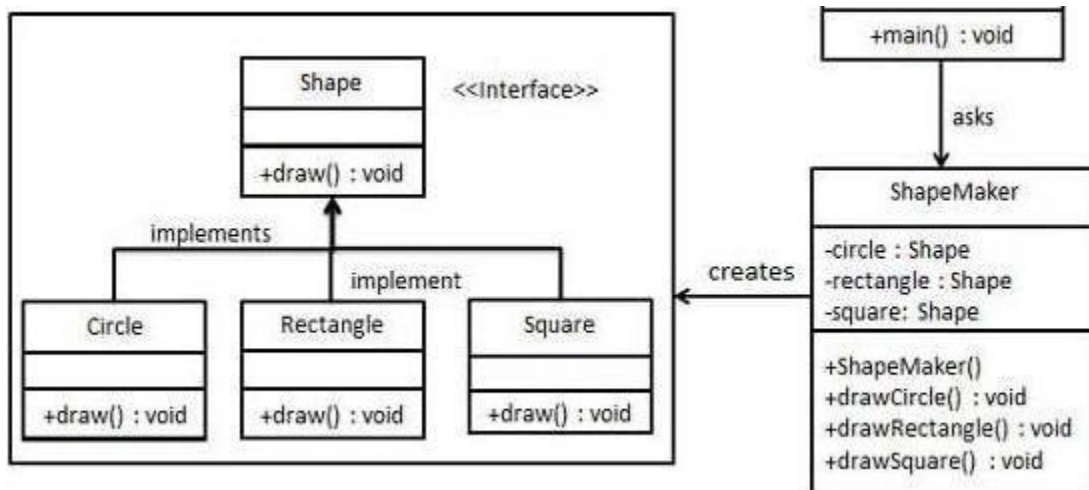 +main() : void
Shape
<<Interface>>
+draw() : void
asks
ShapeMaker
-circle : Shape
-rectangle : Shape
-square: Shape
+ShapeMaker()
+drawCircle() : void
+drawRectangle() : void
+drawSquare() : void
creates
implements
implement
Circle
+draw() : void
Rectangle
+draw() : void
Square
+draw() : void